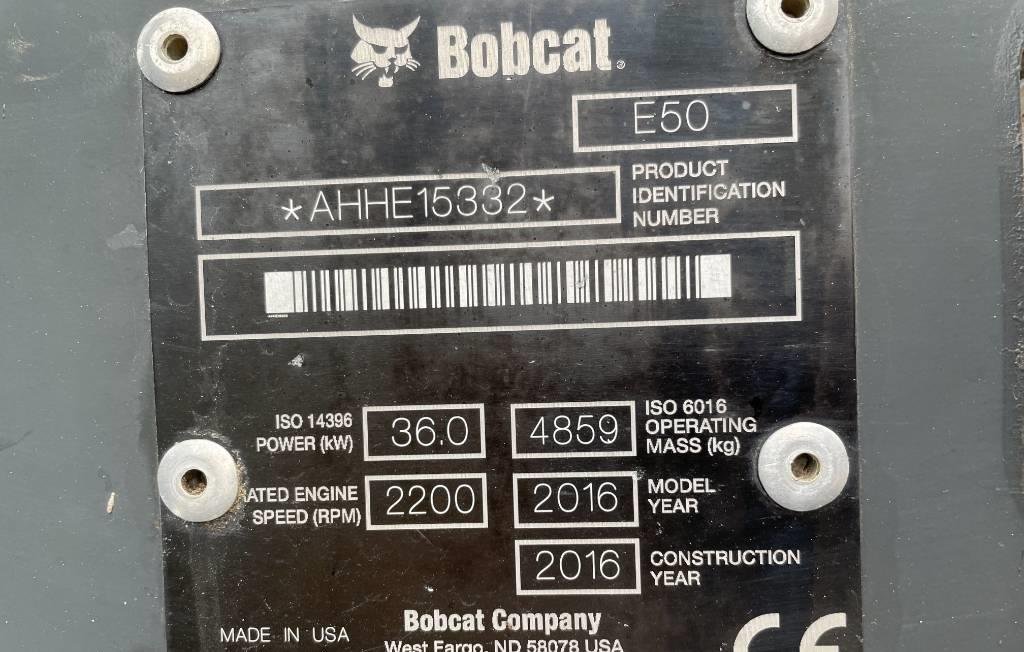 Bobcat®
E50
PRODUCT
IDENTIFICATION
NUMBER
*AHHE15332*
ISO 14396
POWER (kW)
36.0
4859
ISO 6016
OPERATING
MASS (kg)
ATED ENGINE
SPEED (RPM)
2200
2016
MODEL
YEAR
2016
CONSTRUCTION
YEAR
MADE IN USA
Bobcat Company
West Fargo, ND 58078 USA
CE